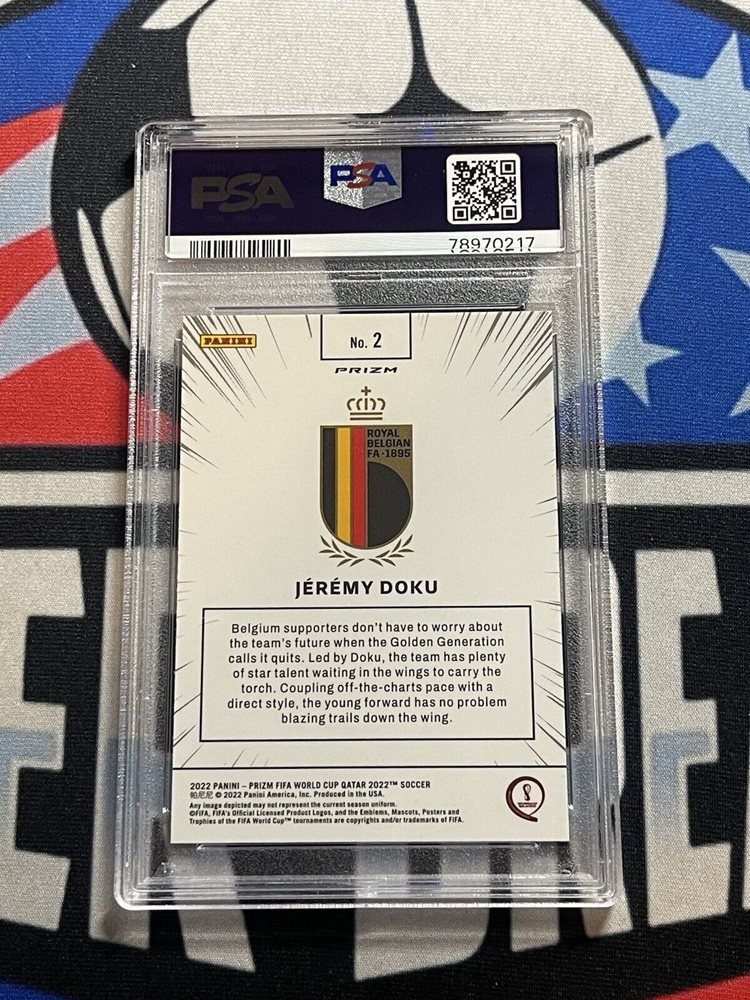 PSA
PSA
78970217
PANINI
No. 2
PRIZM
ROYAL
BELGIAN
FA-1895
JÉRÉMY DOKU
Belgium supporters don't have to worry about
the team's future when the Golden Generation
calls it quits. Led by Doku, the team has plenty
of star talent waiting in the wings to carry the
torch. Coupling off-the-charts pace with a
direct style, the young forward has no problem
blazing trails down the wing.
2022 PANINI – PRIZM FIFA WORLD CUP QATAR 2022™ SOCCER
帕尼尼 © 2022 Panini America, Inc. Produced in the USA.
Any image depicted may not represent the current season uniform.
©FIFA, FIFA's Official Licensed Product Logos, and the Emblems, Mascots, Posters and
Trophies of the FIFA World Cup™ tournaments are copyrights and/or trademarks of FIFA.